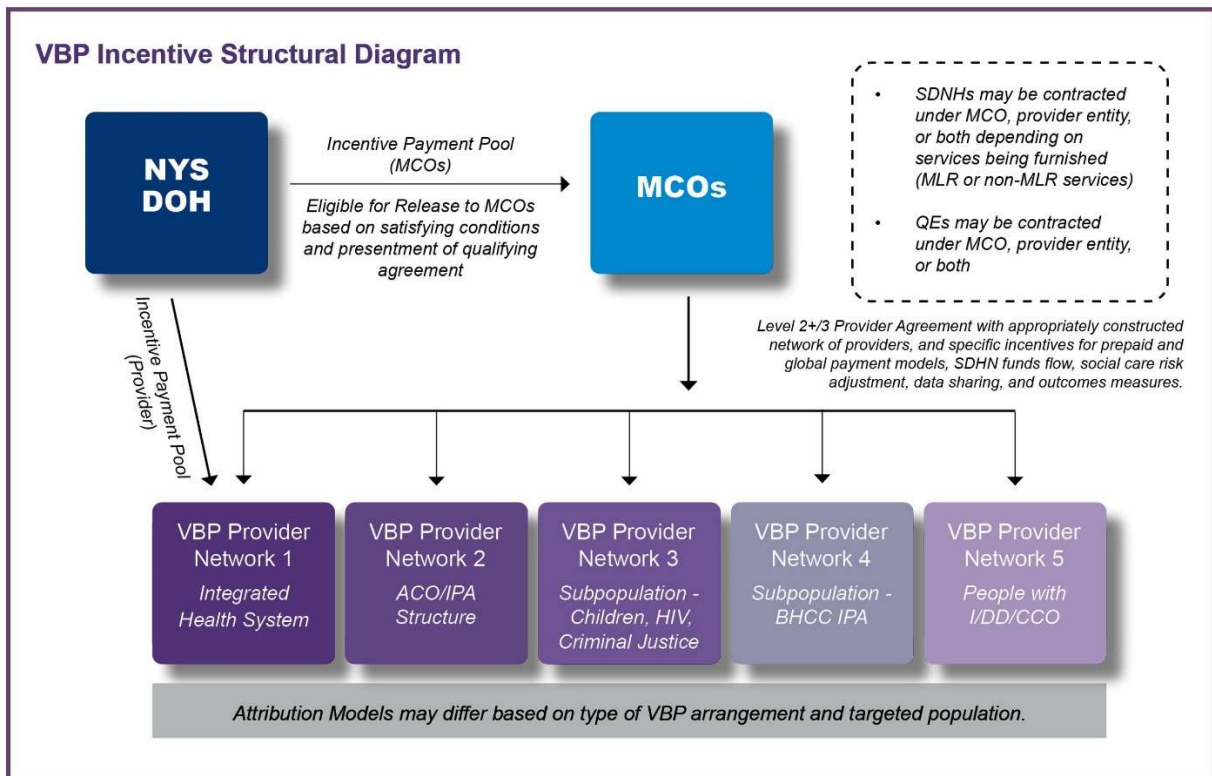 VBP Incentive Structural Diagram
NYS
DOH
Incentive Payment Pool
(MCOs)
Eligible for Release to MCOs
based on satisfying conditions
and presentment of qualifying
agreement
MCOs
• SDNHs may be contracted
under MCO, provider entity,
or both depending on
services being furnished
(MLR or non-MLR services)
• QEs may be contracted
under MCO, provider entity,
or both
Incentive Payment Pool
(Provider)
Level 2+/3 Provider Agreement with appropriately constructed
network of providers, and specific incentives for prepaid and
global payment models, SDHN funds flow, social care risk
adjustment, data sharing, and outcomes measures.
VBP Provider
Network 1
Integrated
Health System
VBP Provider
Network 2
ACO/IPA
Structure
VBP Provider
Network 3
Subpopulation -
Children, HIV,
Criminal Justice
VBP Provider
Network 4
Subpopulation -
BHCC IPA
VBP Provider
Network 5
People with
I/DD/CCO
Attribution Models may differ based on type of VBP arrangement and targeted population.